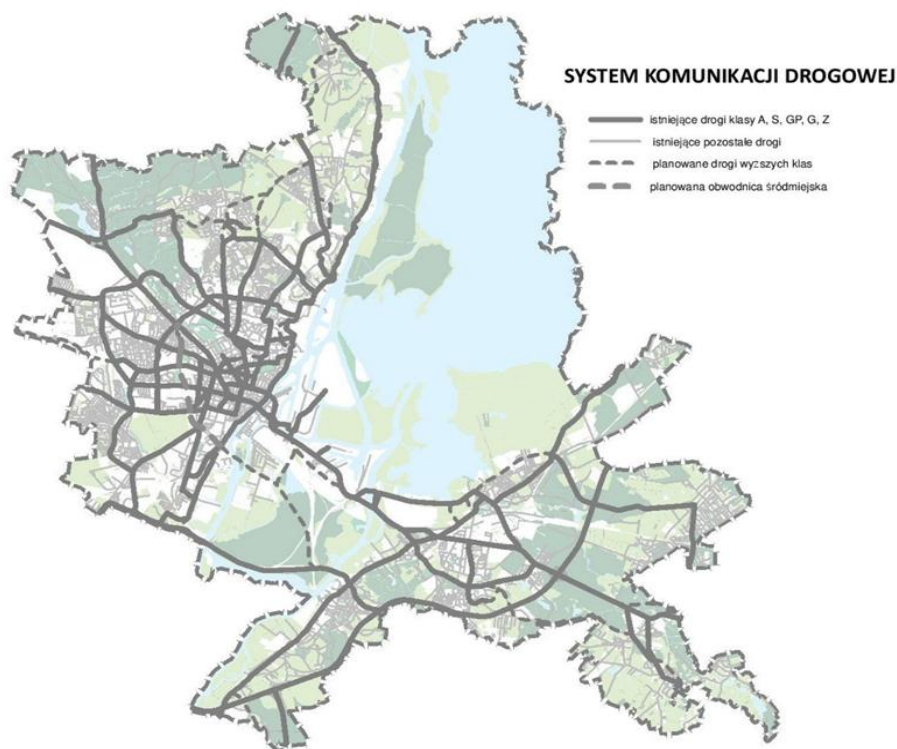 SYSTEM KOMUNIKACJI DROGOWEJ
istniejące drogi klasy A, S, GP, G, Z
istniejące pozostałe drogi
planowane drogi wyższych klas
planowana obwodnica śródmiejska